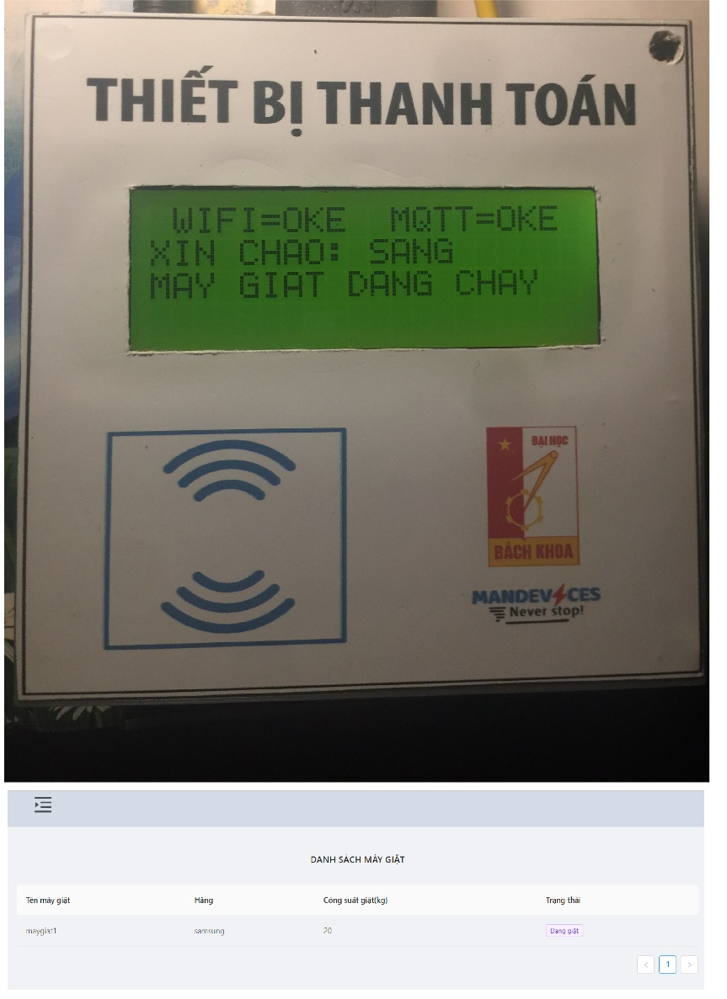 THIẾT BỊ THANH TOÁN
WIFI=OKE MQTT=OKE
XIN CHAO: SANG
MAY GIAT DANG CHAY
ĐẠI HỌC
BÁCH KHOA
MANDEVICES
Never stop!
DANH SÁCH MÁY GIẶT
Tên máy giặt Hãng Công suất giặt(kg) Trạng thái
maygiat1 samsung 20 Đang giặt
< 1 >